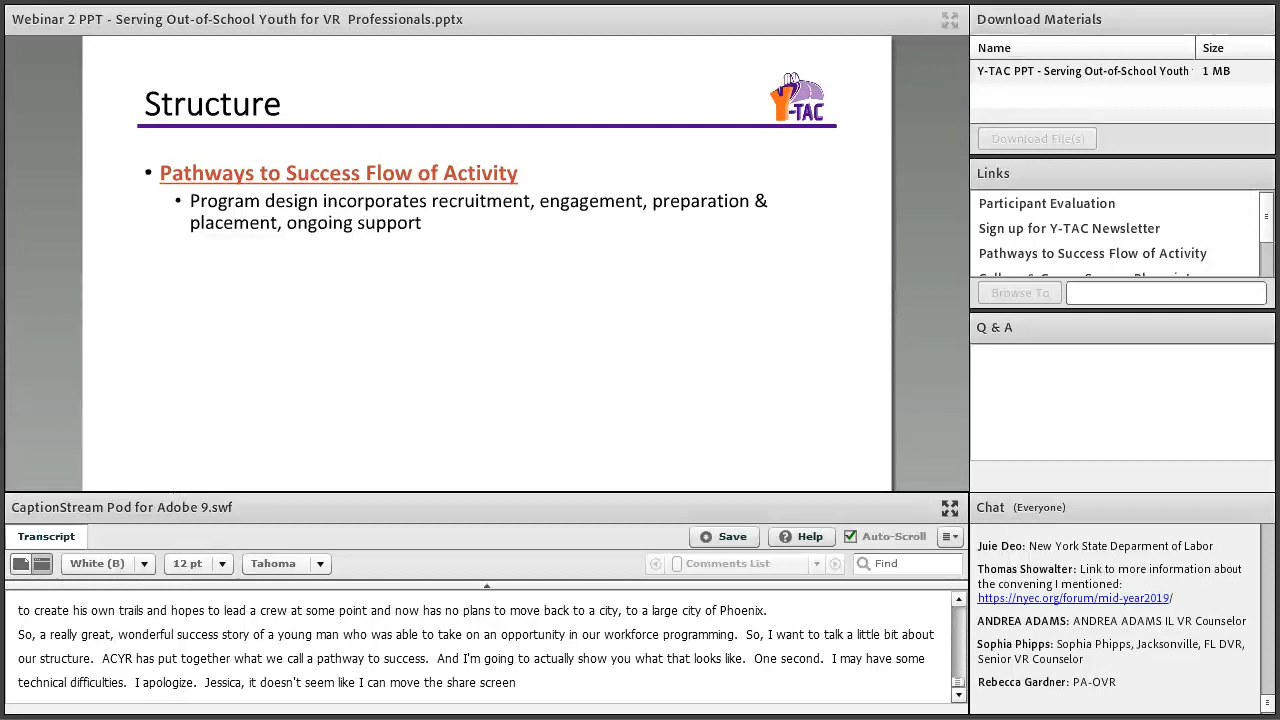 Webinar 2 PPT - Serving Out-of-School Youth for VR  Professionals.pptx
Structure
Y-TAC
• Pathways to Success Flow of Activity
• Program design incorporates recruitment, engagement, preparation &
placement, ongoing support
Download Materials
Name Size
Y-TAC PPT - Serving Out-of-School Youth 1 MB
Download File(s)
Links
Participant Evaluation
Sign up for Y-TAC Newsletter
Pathways to Success Flow of Activity
Browse To
Q & A
CaptionStream Pod for Adobe 9.swf
Transcript
Save
Help
Auto-Scroll
White (B)
12 pt
Tahoma
Comments List
Find
to create his own trails and hopes to lead a crew at some point and now has no plans to move back to a city, to a large city of Phoenix.
So, a really great, wonderful success story of a young man who was able to take on an opportunity in our workforce programming.  So, I want to talk a little bit about
our structure.  ACYR has put together what we call a pathway to success.  And I'm going to actually show you what that looks like.  One second.  I may have some
technical difficulties.  I apologize.  Jessica, it doesn't seem like I can move the share screen
Chat (Everyone)
Juie Deo: New York State Deparment of Labor
Thomas Showalter: Link to more information about
the convening I mentioned:
https://nyec.org/forum/mid-year2019/
ANDREA ADAMS: ANDREA ADAMS IL VR Counselor
Sophia Phipps: Sophia Phipps, Jacksonville, FL DVR,
Senior VR Counselor
Rebecca Gardner: PA-OVR